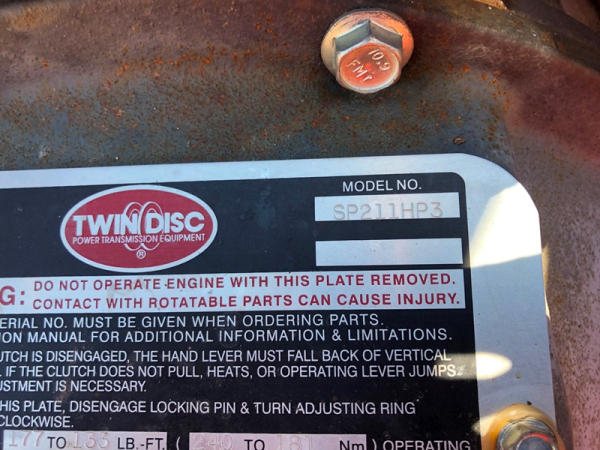 10.9
FMT
MODEL NO.
SP211HP3
TWIN DISC
POWER TRANSMISSION EQUIPMENT
®
G: DO NOT OPERATE ENGINE WITH THIS PLATE REMOVED.
CONTACT WITH ROTATABLE PARTS CAN CAUSE INJURY.
ERIAL NO. MUST BE GIVEN WHEN ORDERING PARTS.
ION MANUAL FOR ADDITIONAL INFORMATION & LIMITATIONS.
UTCH IS DISENGAGED, THE HAND LEVER MUST FALL BACK OF VERTICAL
. IF THE CLUTCH DOES NOT PULL, HEATS, OR OPERATING LEVER JUMPS.
USTMENT IS NECESSARY.
HIS PLATE, DISENGAGE LOCKING PIN & TURN ADJUSTING RING
CLOCKWISE.
177 TO 133 LB.-FT. ( 240 TO 181 Nm ) OPERATING